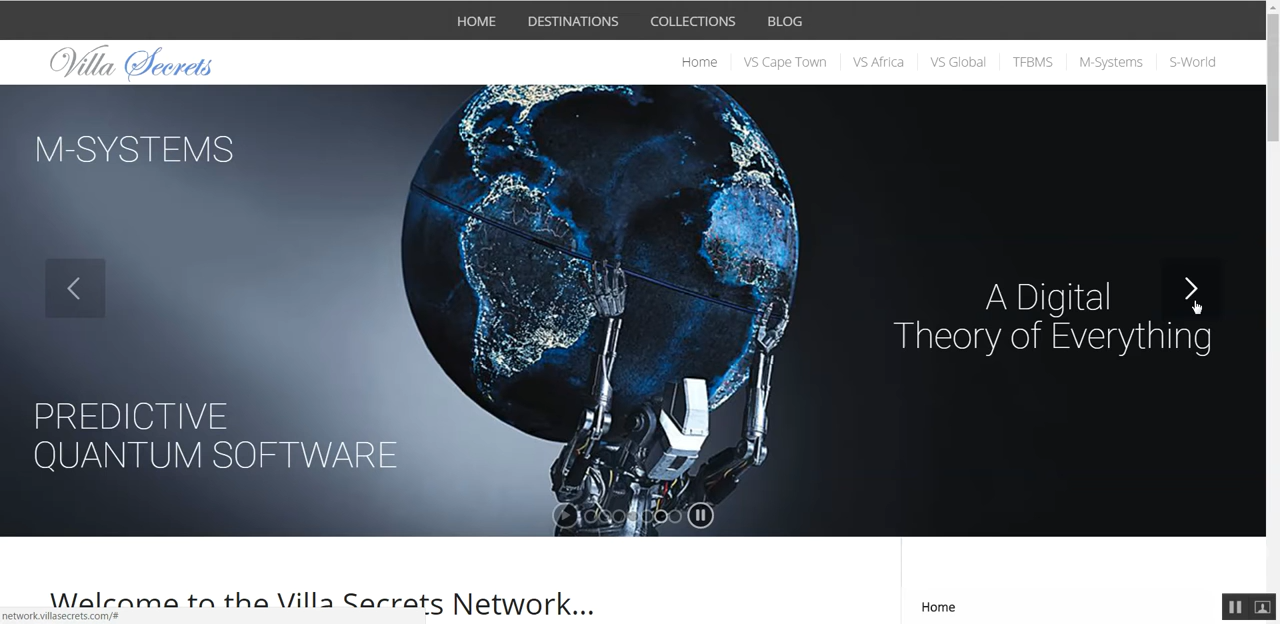 HOME DESTINATIONS COLLECTIONS BLOG
Villa Secrets
Home VS Cape Town VS Africa VS Global TFBMS M-Systems S-World
M-SYSTEMS
A Digital
Theory of Everything
PREDICTIVE
QUANTUM SOFTWARE
Welcome to the Villa Secrets Network...
Home
network.villasecrets.com/#